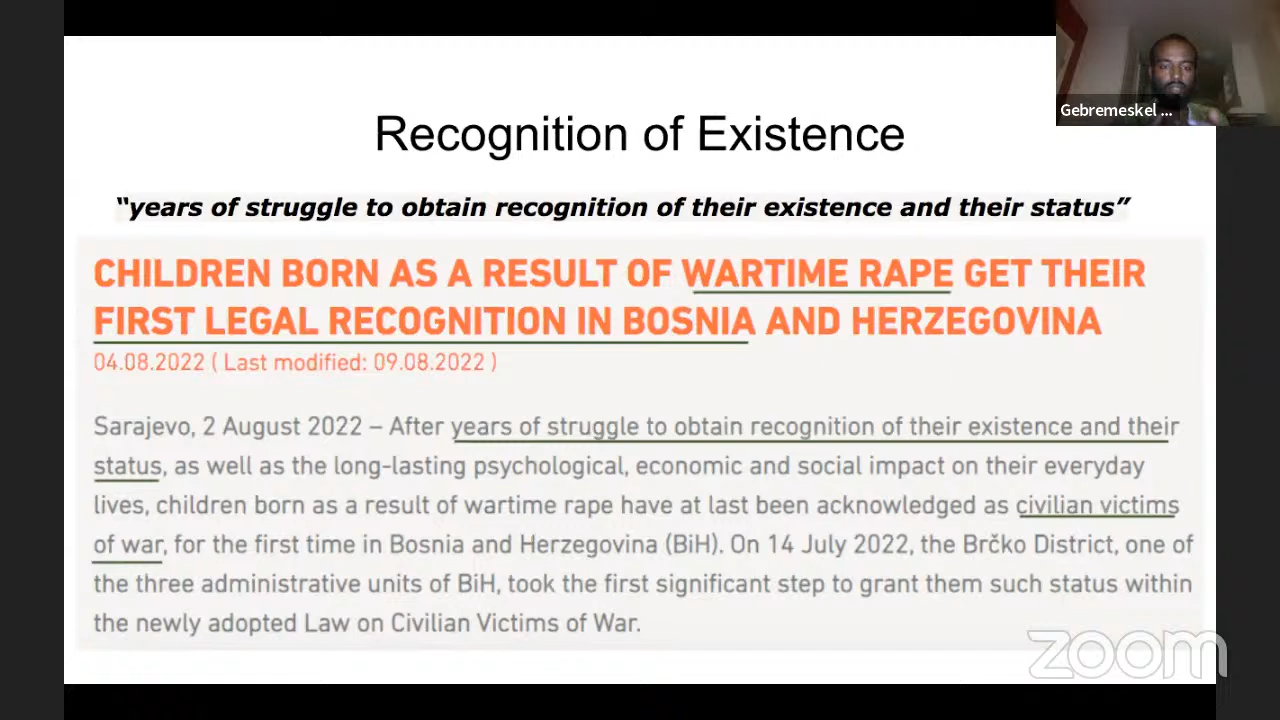 Gebremeskel ...
Recognition of Existence
“years of struggle to obtain recognition of their existence and their status”
CHILDREN BORN AS A RESULT OF WARTIME RAPE GET THEIR
FIRST LEGAL RECOGNITION IN BOSNIA AND HERZEGOVINA
04.08.2022 ( Last modified: 09.08.2022 )
Sarajevo, 2 August 2022 – After years of struggle to obtain recognition of their existence and their
status, as well as the long-lasting psychological, economic and social impact on their everyday
lives, children born as a result of wartime rape have at last been acknowledged as civilian victims
of war, for the first time in Bosnia and Herzegovina (BiH). On 14 July 2022, the Brčko District, one of
the three administrative units of BiH, took the first significant step to grant them such status within
the newly adopted Law on Civilian Victims of War.
zoom